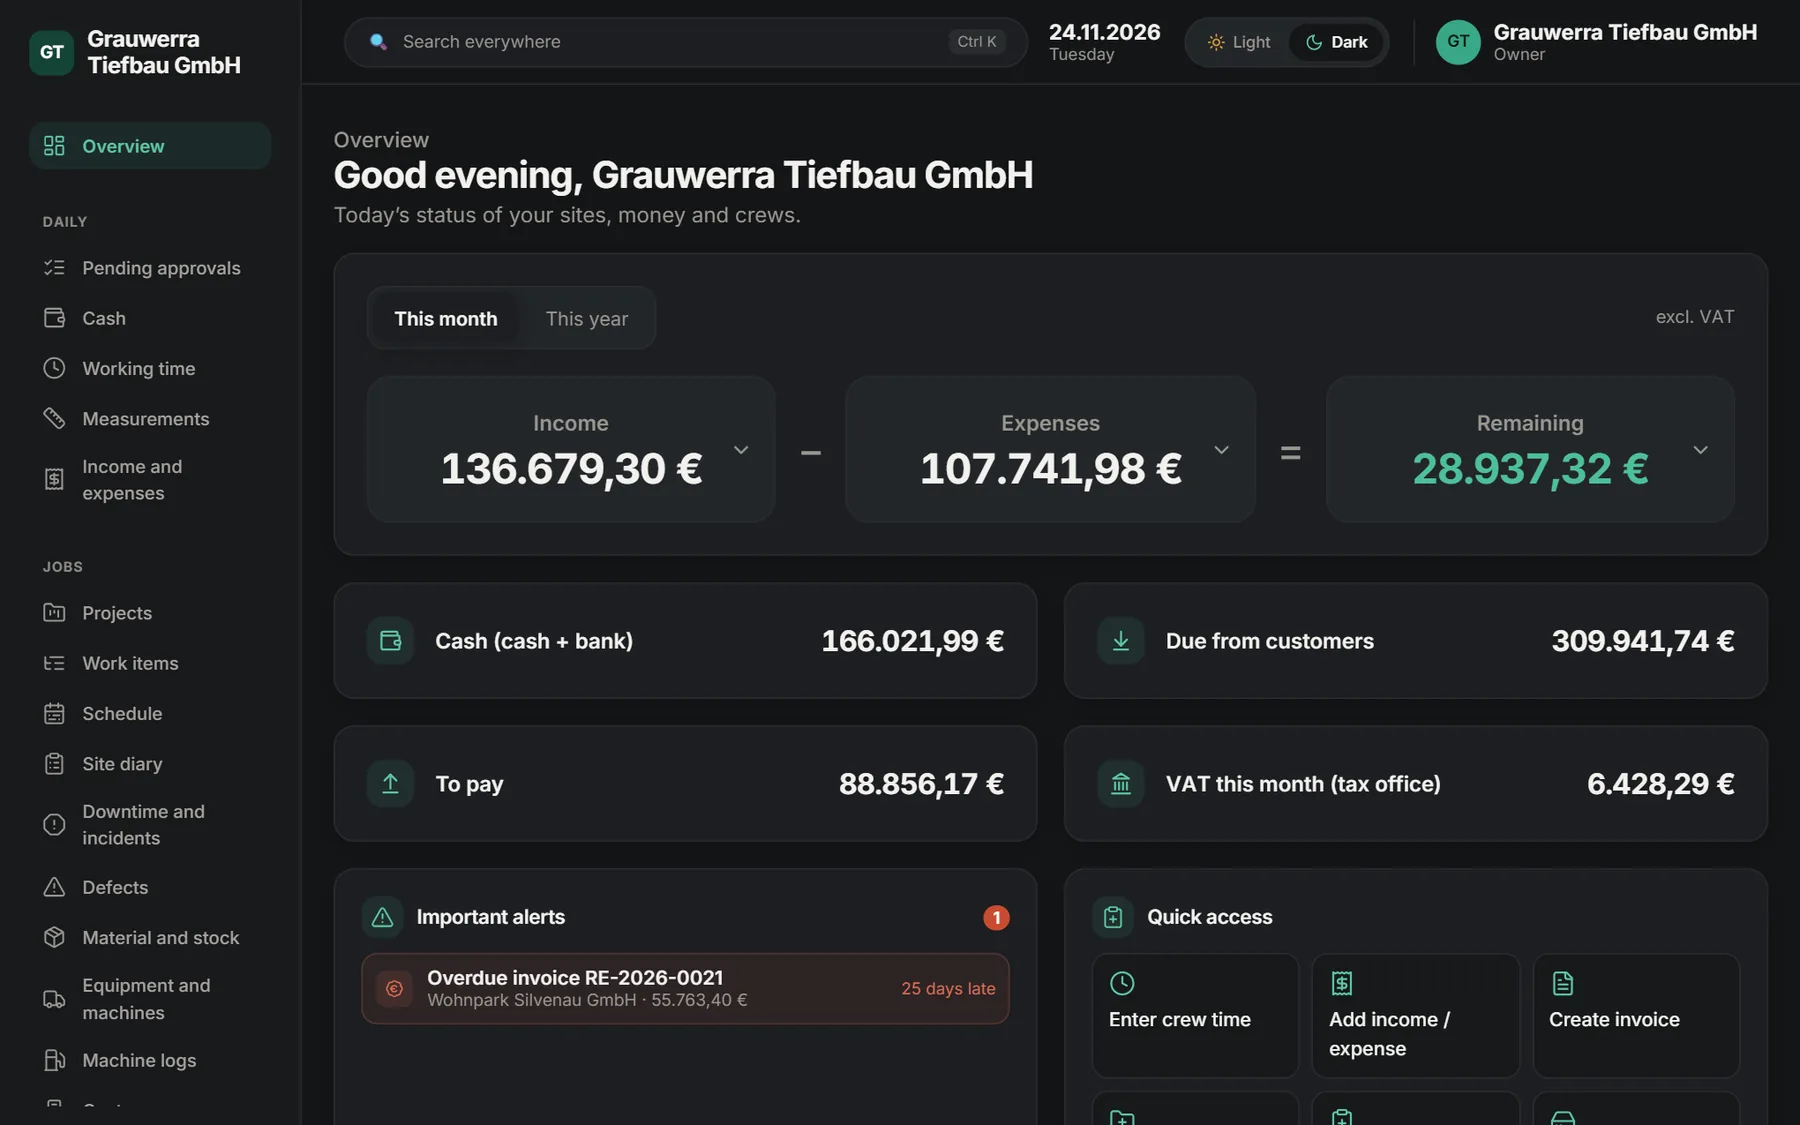 GT
Grauwerra
Tiefbau GmbH
Search everywhere
Ctrl K
24.11.2026
Tuesday
Light
Dark
GT
Grauwerra Tiefbau GmbH
Owner
Overview
DAILY
Pending approvals
Cash
Working time
Measurements
Income and
expenses
JOBS
Projects
Work items
Schedule
Site diary
Downtime and
incidents
Defects
Material and stock
Equipment and
machines
Machine logs
Overview
Good evening, Grauwerra Tiefbau GmbH
Today’s status of your sites, money and crews.
This month
This year
excl. VAT
Income
136.679,30 €
−
Expenses
107.741,98 €
=
Remaining
28.937,32 €
Cash (cash + bank)
166.021,99 €
Due from customers
309.941,74 €
To pay
88.856,17 €
VAT this month (tax office)
6.428,29 €
Important alerts
1
Overdue invoice RE-2026-0021
Wohnpark Silvenau GmbH · 55.763,40 €
25 days late
Quick access
Enter crew time
Add income /
expense
Create invoice